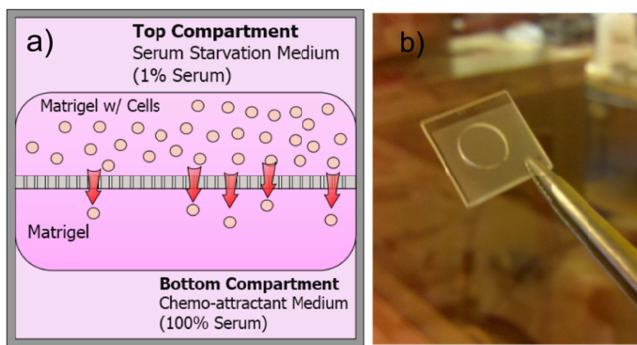 a)
Top Compartment
Serum Starvation Medium
(1% Serum)
Matrigel w/ Cells
Matrigel
Bottom Compartment
Chemo-attractant Medium
(100% Serum)
b)